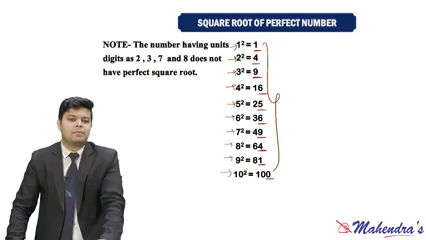 SQUARE ROOT OF PERFECT NUMBER
NOTE- The number having units
digits as 2 , 3 , 7 and 8 does not
have perfect square root.
1² = 1
2² = 4
3² = 9
4² = 16
5² = 25
6² = 36
7² = 49
8² = 64
9² = 81
10² = 100
Mahendra's